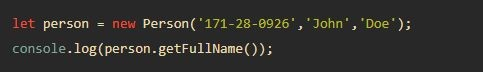 let person = new Person('171-28-0926','John','Doe');
console.log(person.getFullName());